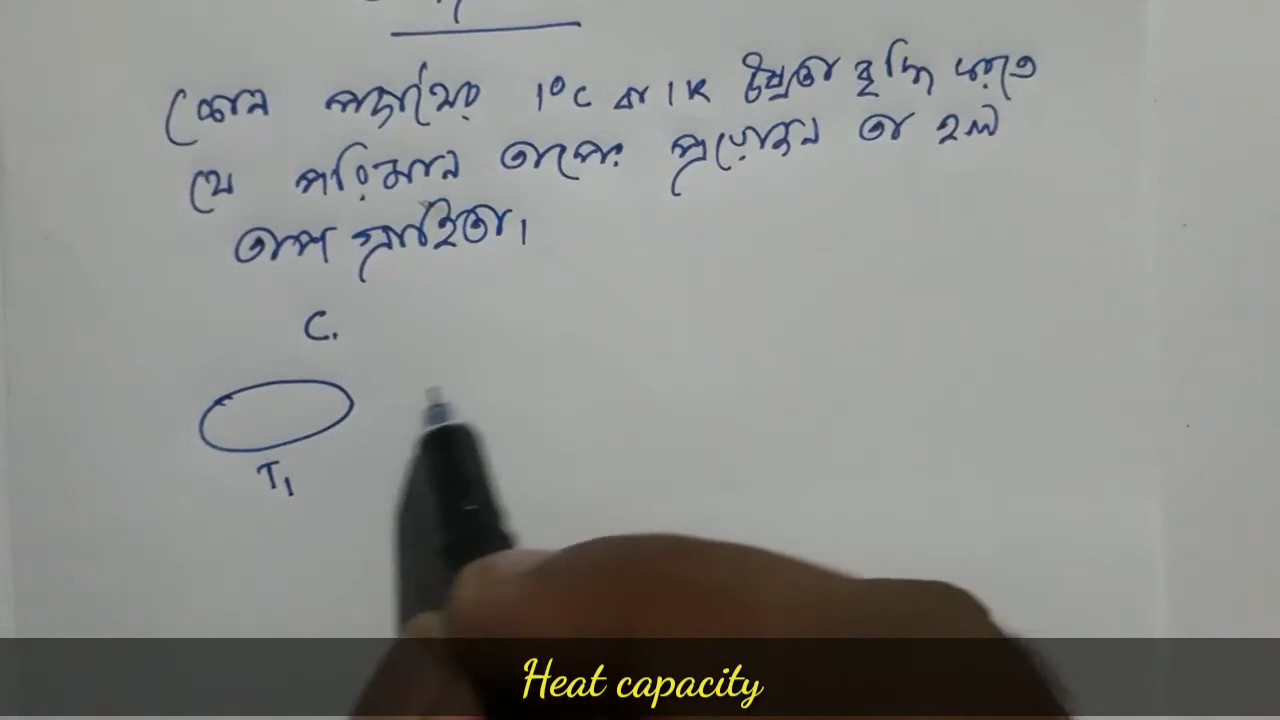 কোন পদার্থের 1°C বা 1K উষ্ণতা বৃদ্ধি করতে
যে পরিমান তাপের প্রয়োজন তা হল
তাপ গ্রাহিতা।
C.
T₁
Heat capacity